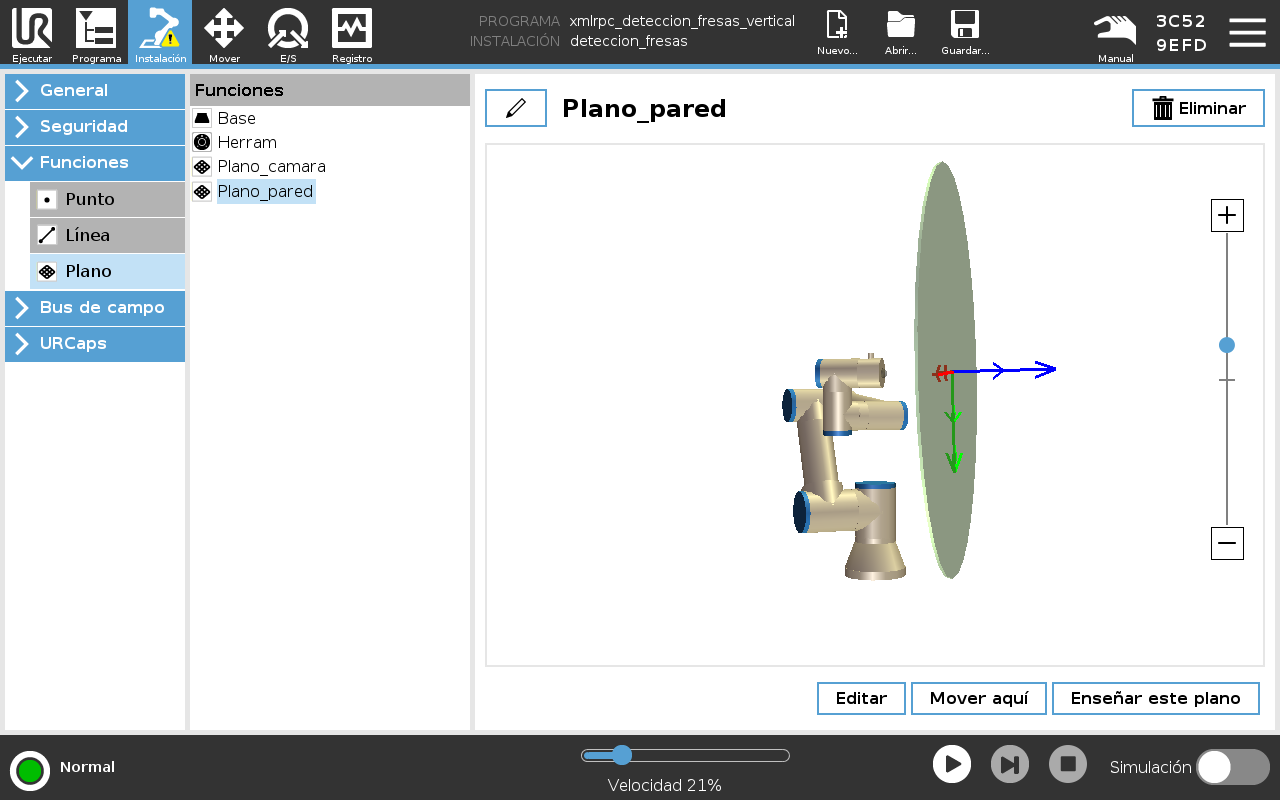 Ejecutar
Programa
Instalación
Mover
E/S
Registro
PROGRAMA xmlrpc_deteccion_fresas_vertical
INSTALACIÓN deteccion_fresas
Nuevo...
Abrir...
Guardar...
Manual
3C52
9EFD
General
Seguridad
Funciones
Punto
Línea
Plano
Bus de campo
URCaps
Funciones
Base
Herram
Plano_camara
Plano_pared
Plano_pared
Eliminar
Editar
Mover aquí
Enseñar este plano
Normal
Velocidad 21%
Simulación